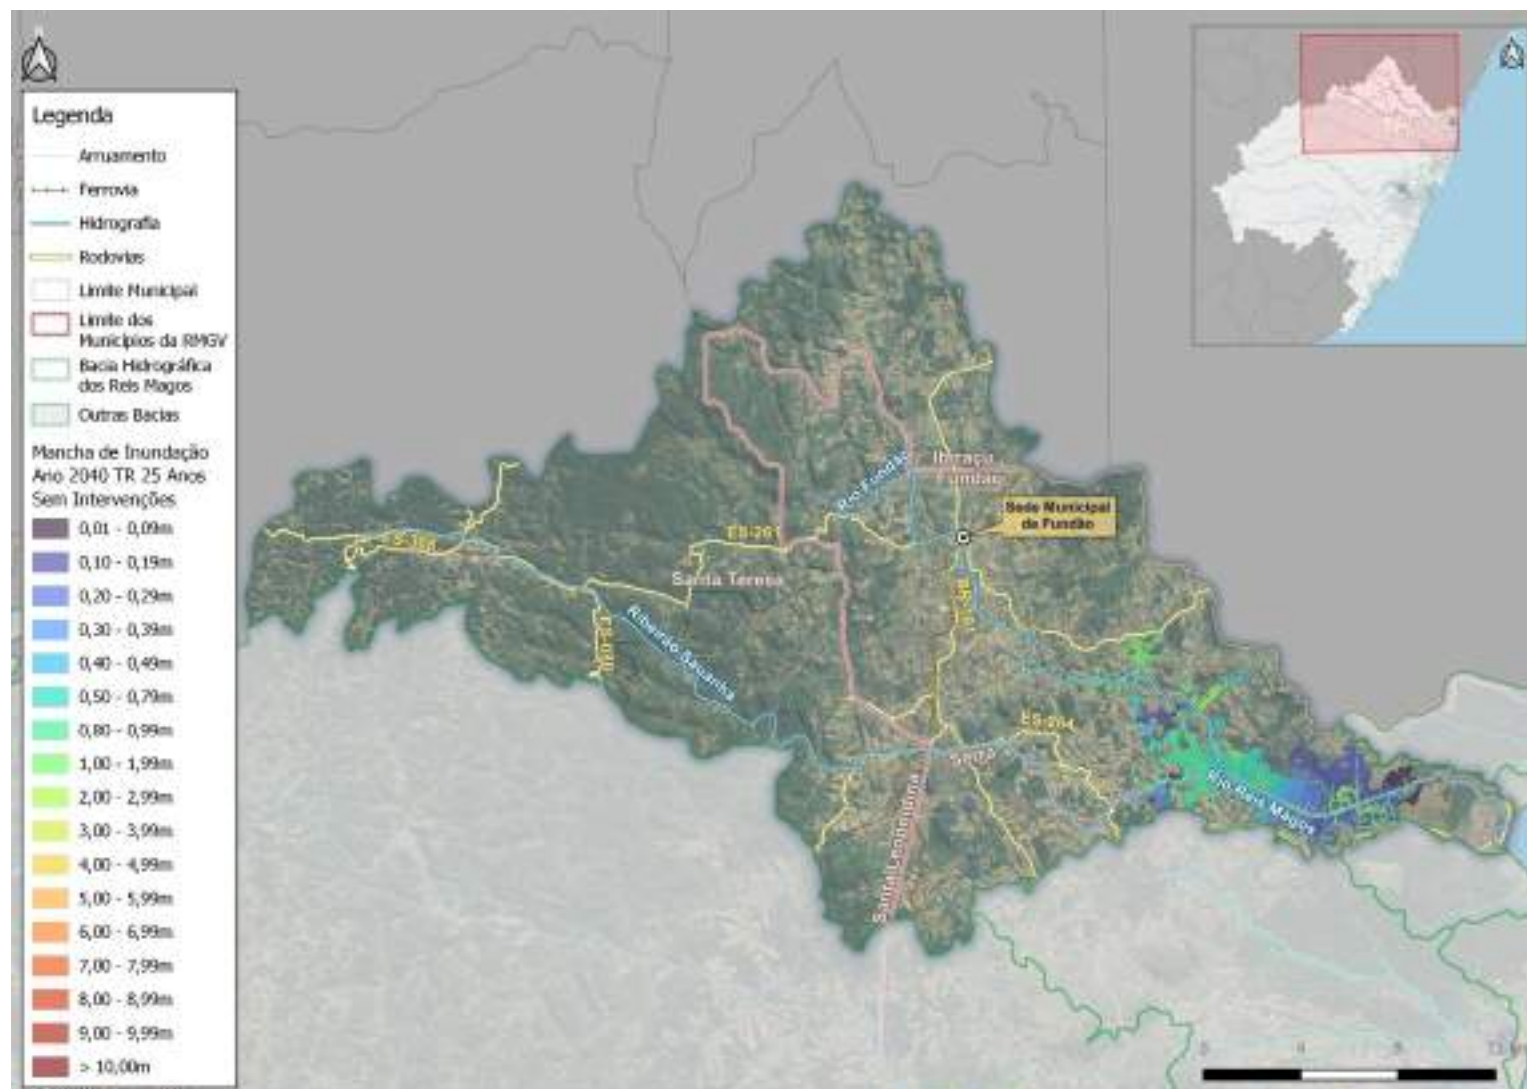 Legenda
Arruamento
Ferrovia
Hidrografia
Rodovias
Limite Municipal
Limite dos
Municípios da RMGV
Bacia Hidrográfica
dos Reis Magos
Outras Bacias
Mancha de Inundação
Ano 2040 TR 25 Anos
Sem Intervenções
0,01 - 0,09m
0,10 - 0,19m
0,20 - 0,29m
0,30 - 0,39m
0,40 - 0,49m
0,50 - 0,79m
0,80 - 0,99m
1,00 - 1,99m
2,00 - 2,99m
3,00 - 3,99m
4,00 - 4,99m
5,00 - 5,99m
6,00 - 6,99m
7,00 - 7,99m
8,00 - 8,99m
9,00 - 9,99m
> 10,00m
Rio Fundão
Ibiraçu
Fundão
Sede Municipal
de Fundão
ES-261
Santa Teresa
Ribeirão Sauanha
ES-264
Serra
Santa Leopoldina
Rio Reis Magos